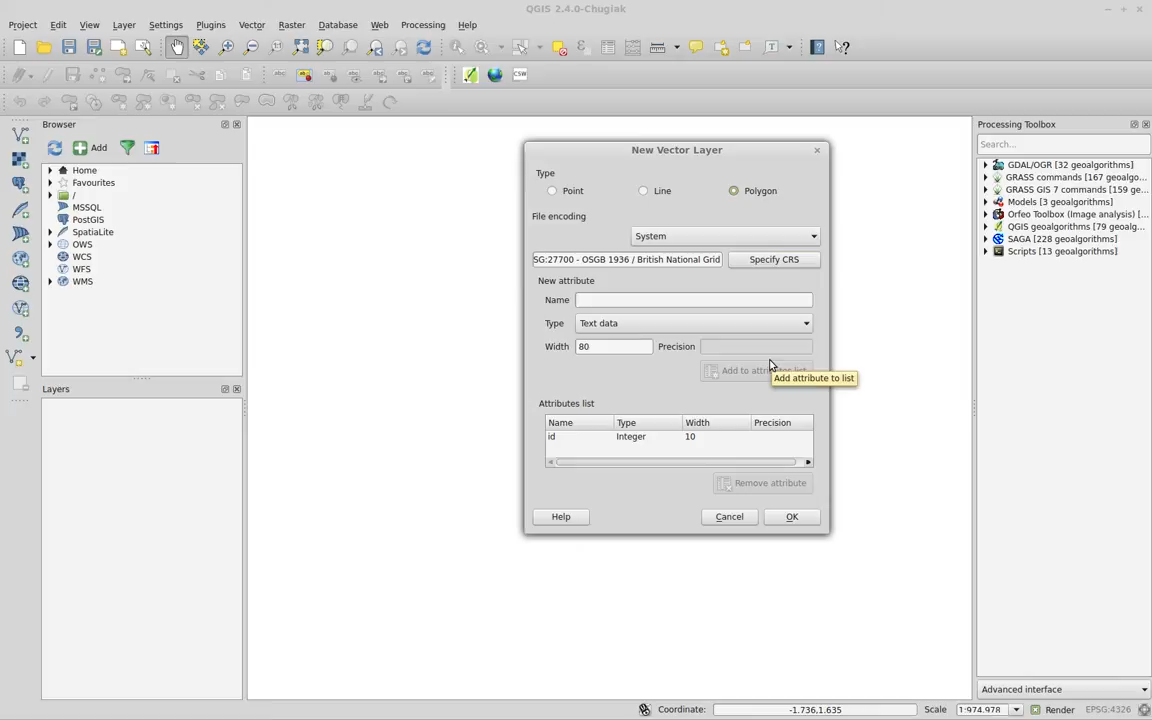 QGIS 2.4.0-Chugiak
Project Edit View Layer Settings Plugins Vector Raster Database Web Processing Help
CSW
Browser
Add
Home
Favourites
/
MSSQL
PostGIS
SpatiaLite
OWS
WCS
WFS
WMS
Layers
New Vector Layer
Type
Point Line Polygon
File encoding
System
SG:27700 - OSGB 1936 / British National Grid Specify CRS
New attribute
Name
Type Text data
Width 80 Precision
Add to attributes list
Add attribute to list
Attributes list
Name Type Width Precision
id Integer 10
Remove attribute
Help Cancel OK
Processing Toolbox
Search...
GDAL/OGR [32 geoalgorithms]
GRASS commands [167 geoalgo...
GRASS GIS 7 commands [159 ge...
Models [3 geoalgorithms]
Orfeo Toolbox (Image analysis) [...
QGIS geoalgorithms [79 geoalg...
SAGA [228 geoalgorithms]
Scripts [13 geoalgorithms]
Advanced interface
Coordinate: -1.736,1.635 Scale 1:974.978 Render EPSG:4326